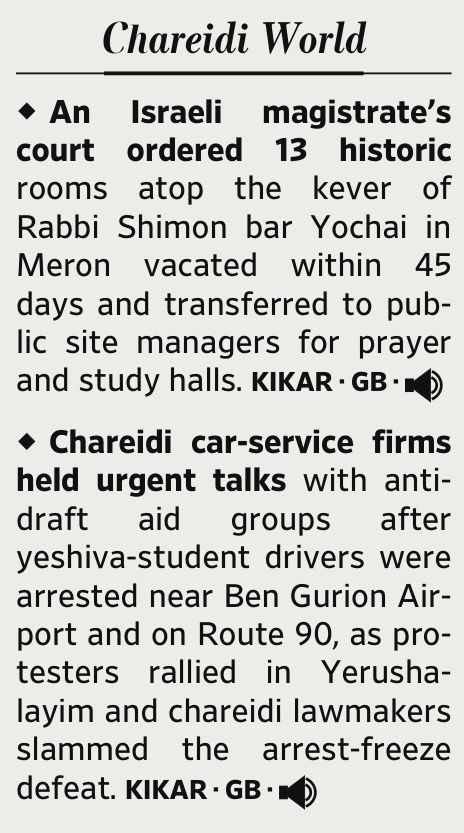 Chareidi World
◆ An Israeli magistrate's
court ordered 13 historic
rooms atop the kever of
Rabbi Shimon bar Yochai in
Meron vacated within 45
days and transferred to pub-
lic site managers for prayer
and study halls. KIKAR · GB ·
◆ Chareidi car-service firms
held urgent talks with anti-
draft aid groups after
yeshiva-student drivers were
arrested near Ben Gurion Air-
port and on Route 90, as pro-
testers rallied in Yerusha-
layim and chareidi lawmakers
slammed the arrest-freeze
defeat. KIKAR · GB ·